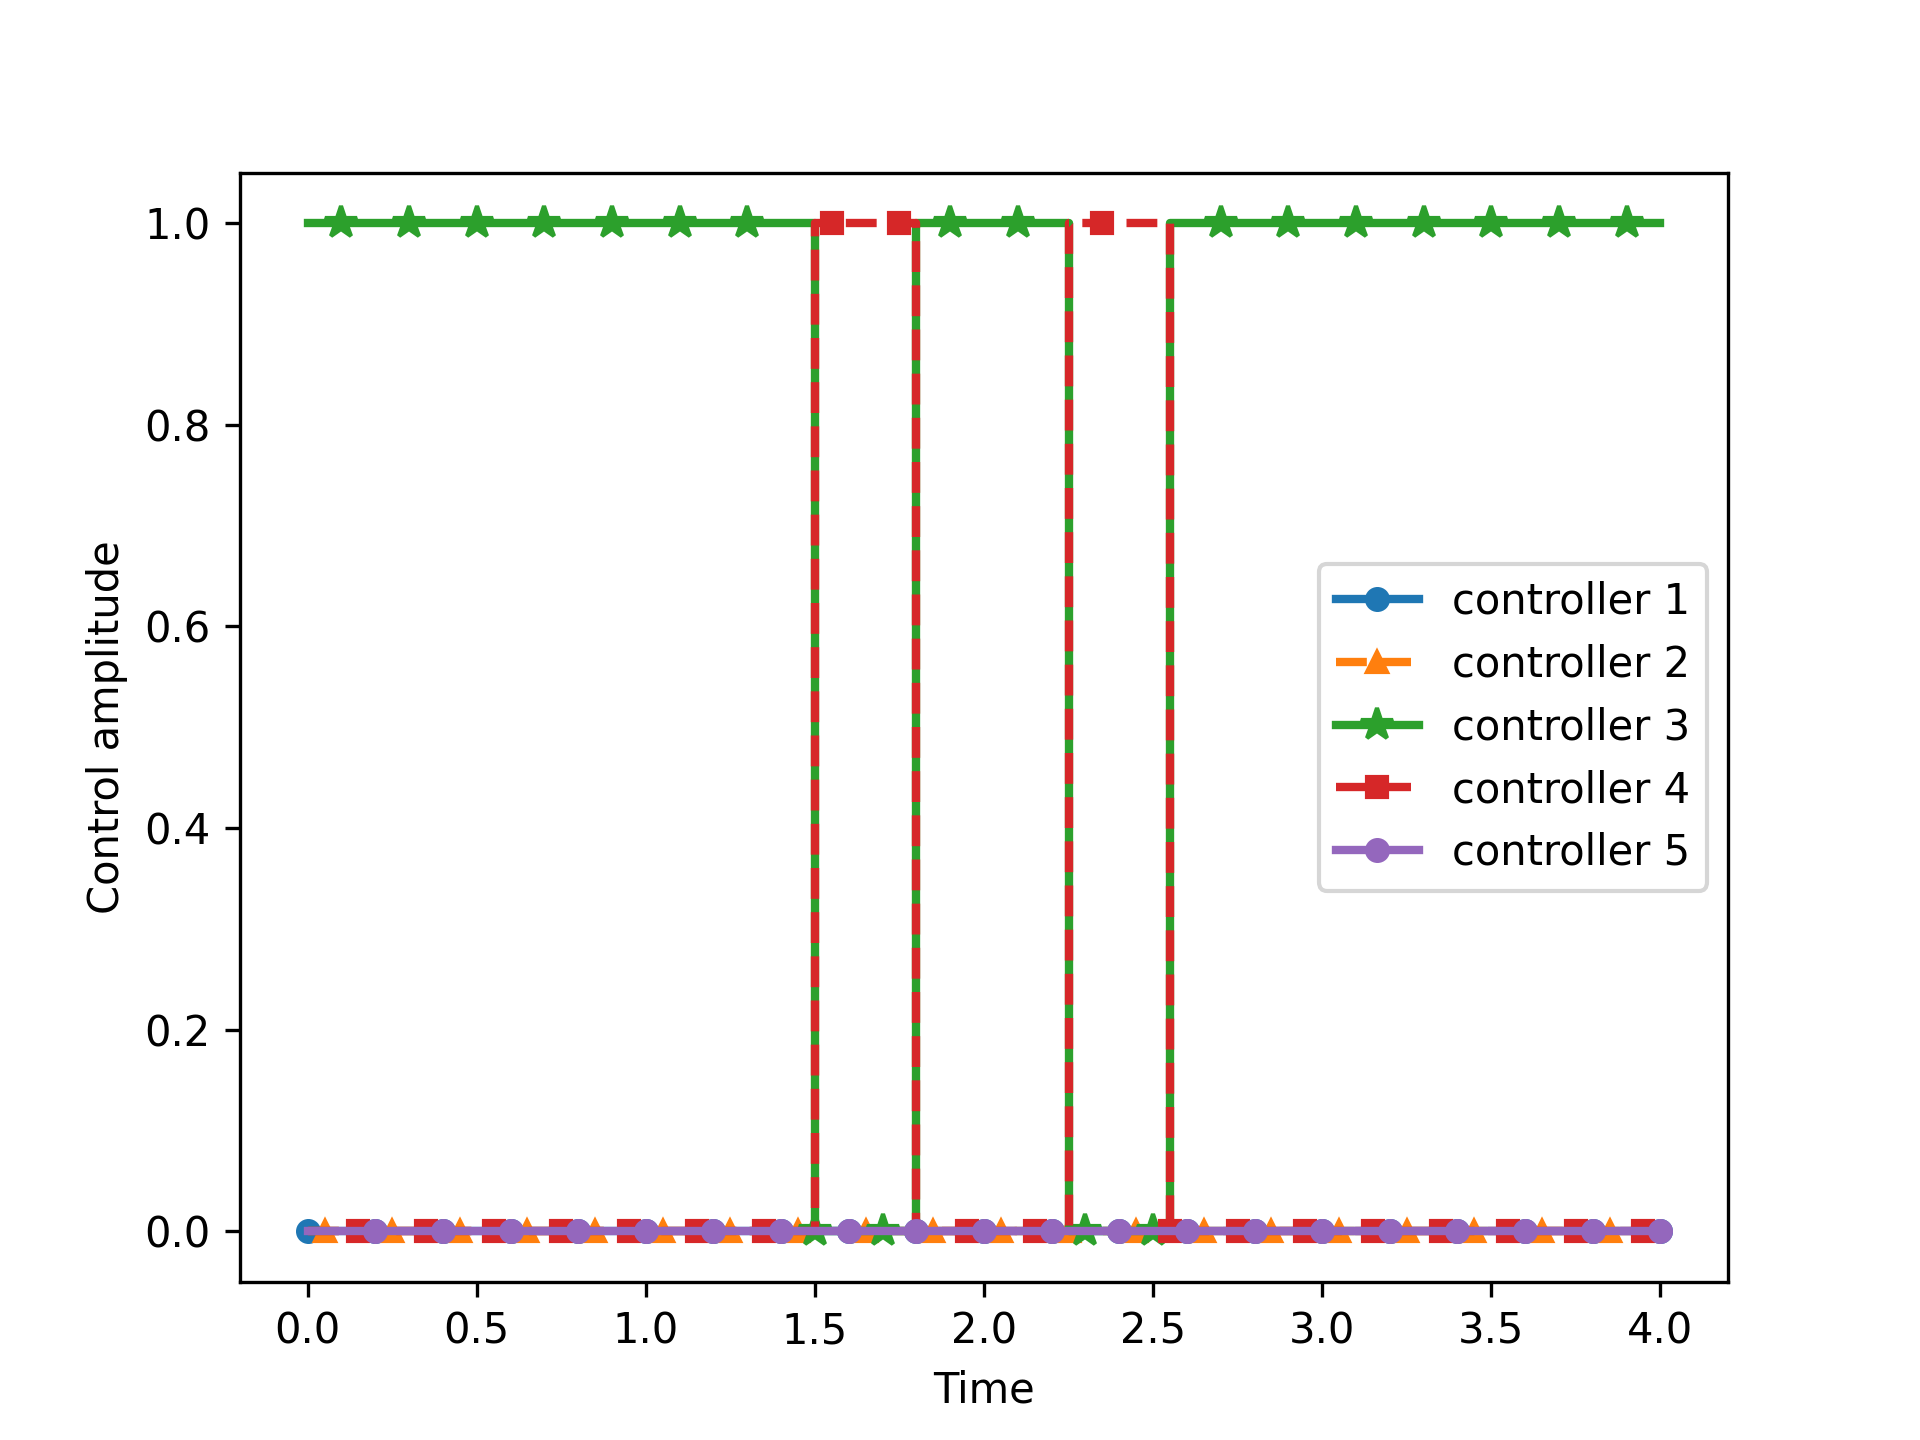 1.0
0.8
0.6
0.4
0.2
0.0
Control amplitude
controller 1
controller 2
controller 3
controller 4
controller 5
0.0 0.5 1.0 1.5 2.0 2.5 3.0 3.5 4.0
Time